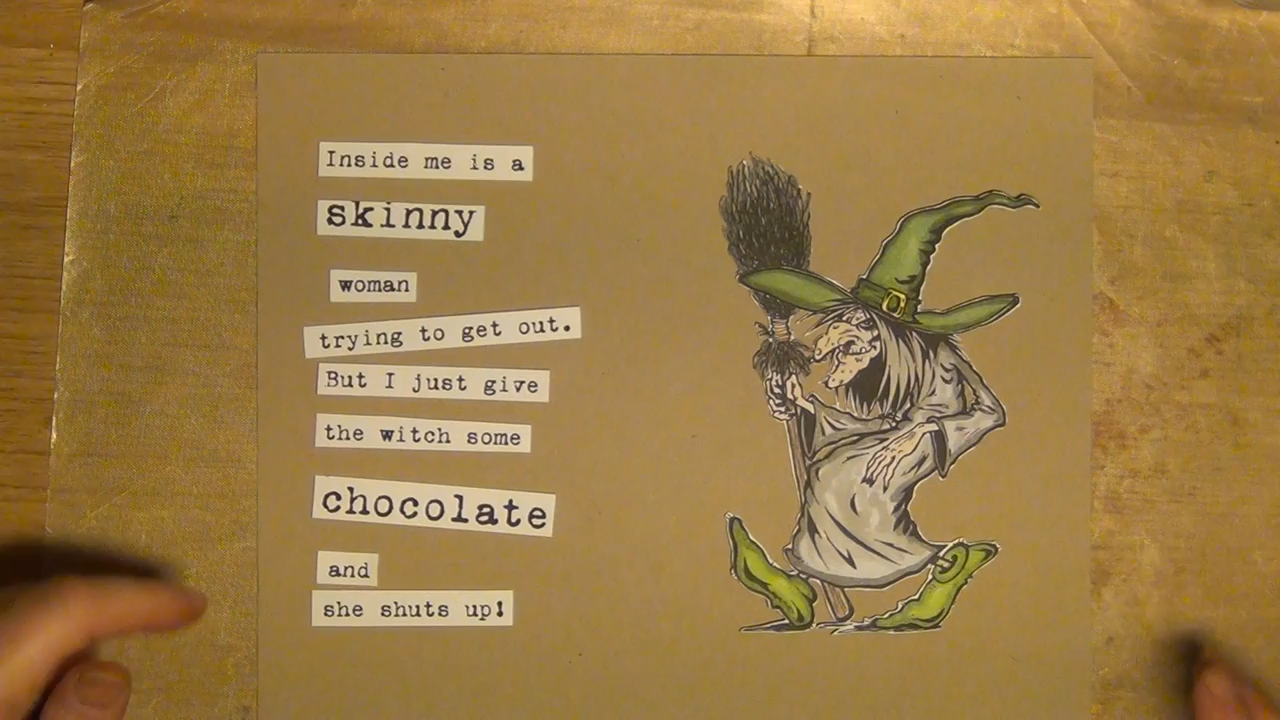 Inside me is a
skinny
woman
trying to get out.
But I just give
the witch some
chocolate
and
she shuts up!